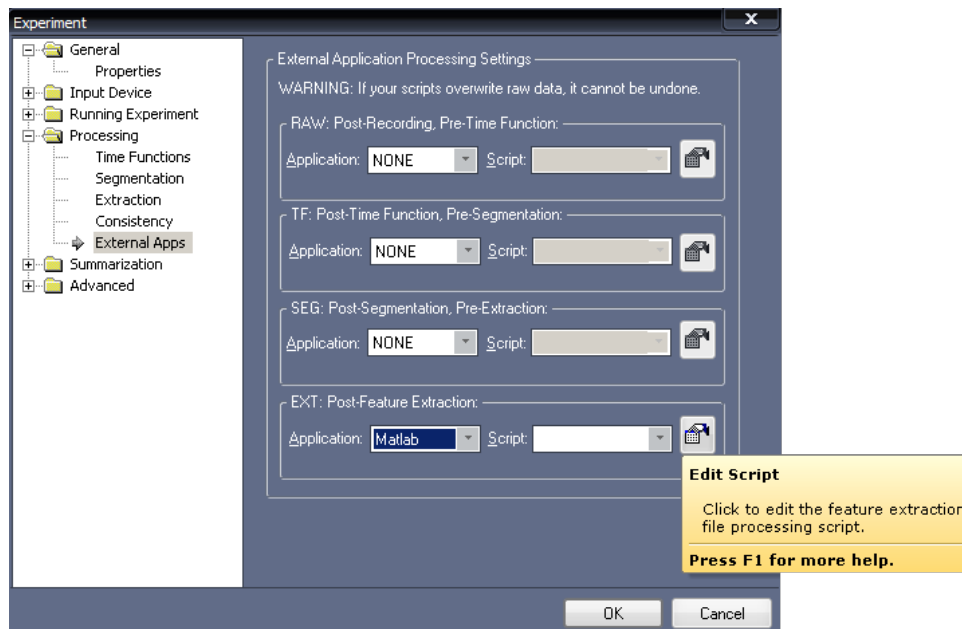 Experiment
X
General
Properties
Input Device
Running Experiment
Processing
Time Functions
Segmentation
Extraction
Consistency
External Apps
Summarization
Advanced
External Application Processing Settings
WARNING: If your scripts overwrite raw data, it cannot be undone.
RAW: Post-Recording, Pre-Time Function:
Application: NONE Script:
TF: Post-Time Function, Pre-Segmentation:
Application: NONE Script:
SEG: Post-Segmentation, Pre-Extraction:
Application: NONE Script:
EXT: Post-Feature Extraction:
Application: Matlab Script:
Edit Script
Click to edit the feature extraction
file processing script.
Press F1 for more help.
OK Cancel